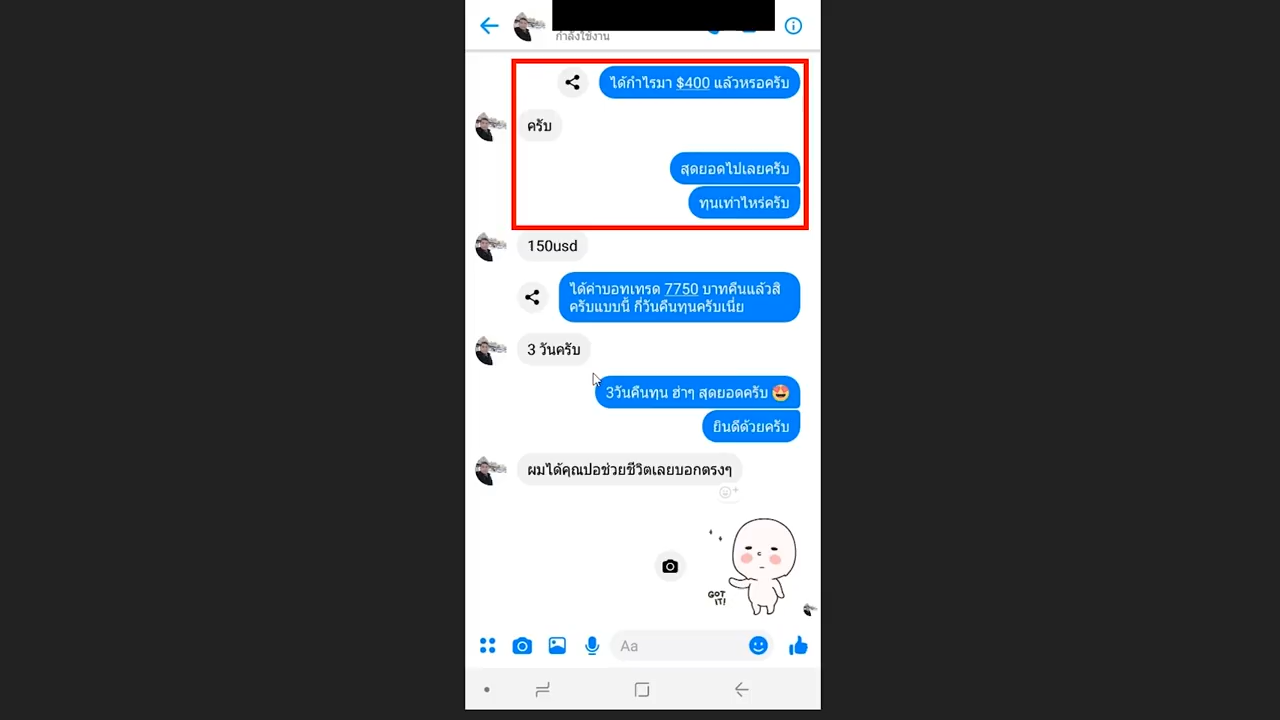 กำลังใช้งาน
ได้กำไรมา $400 แล้วหรอครับ
ครับ
สุดยอดไปเลยครับ
ทุนเท่าไหร่ครับ
150usd
ได้ค่าบอทเทรด 7750 บาทคืนแล้วสิ
ครับแบบนี้ กี่วันคืนทุนครับเนี่ย
3 วันครับ
3วันคืนทุน ฮ่าๆ สุดยอดครับ 🤩
ยินดีด้วยครับ
ผมได้คุณปอช่วยชีวิตเลยบอกตรงๆ
GOT
IT!
Aa